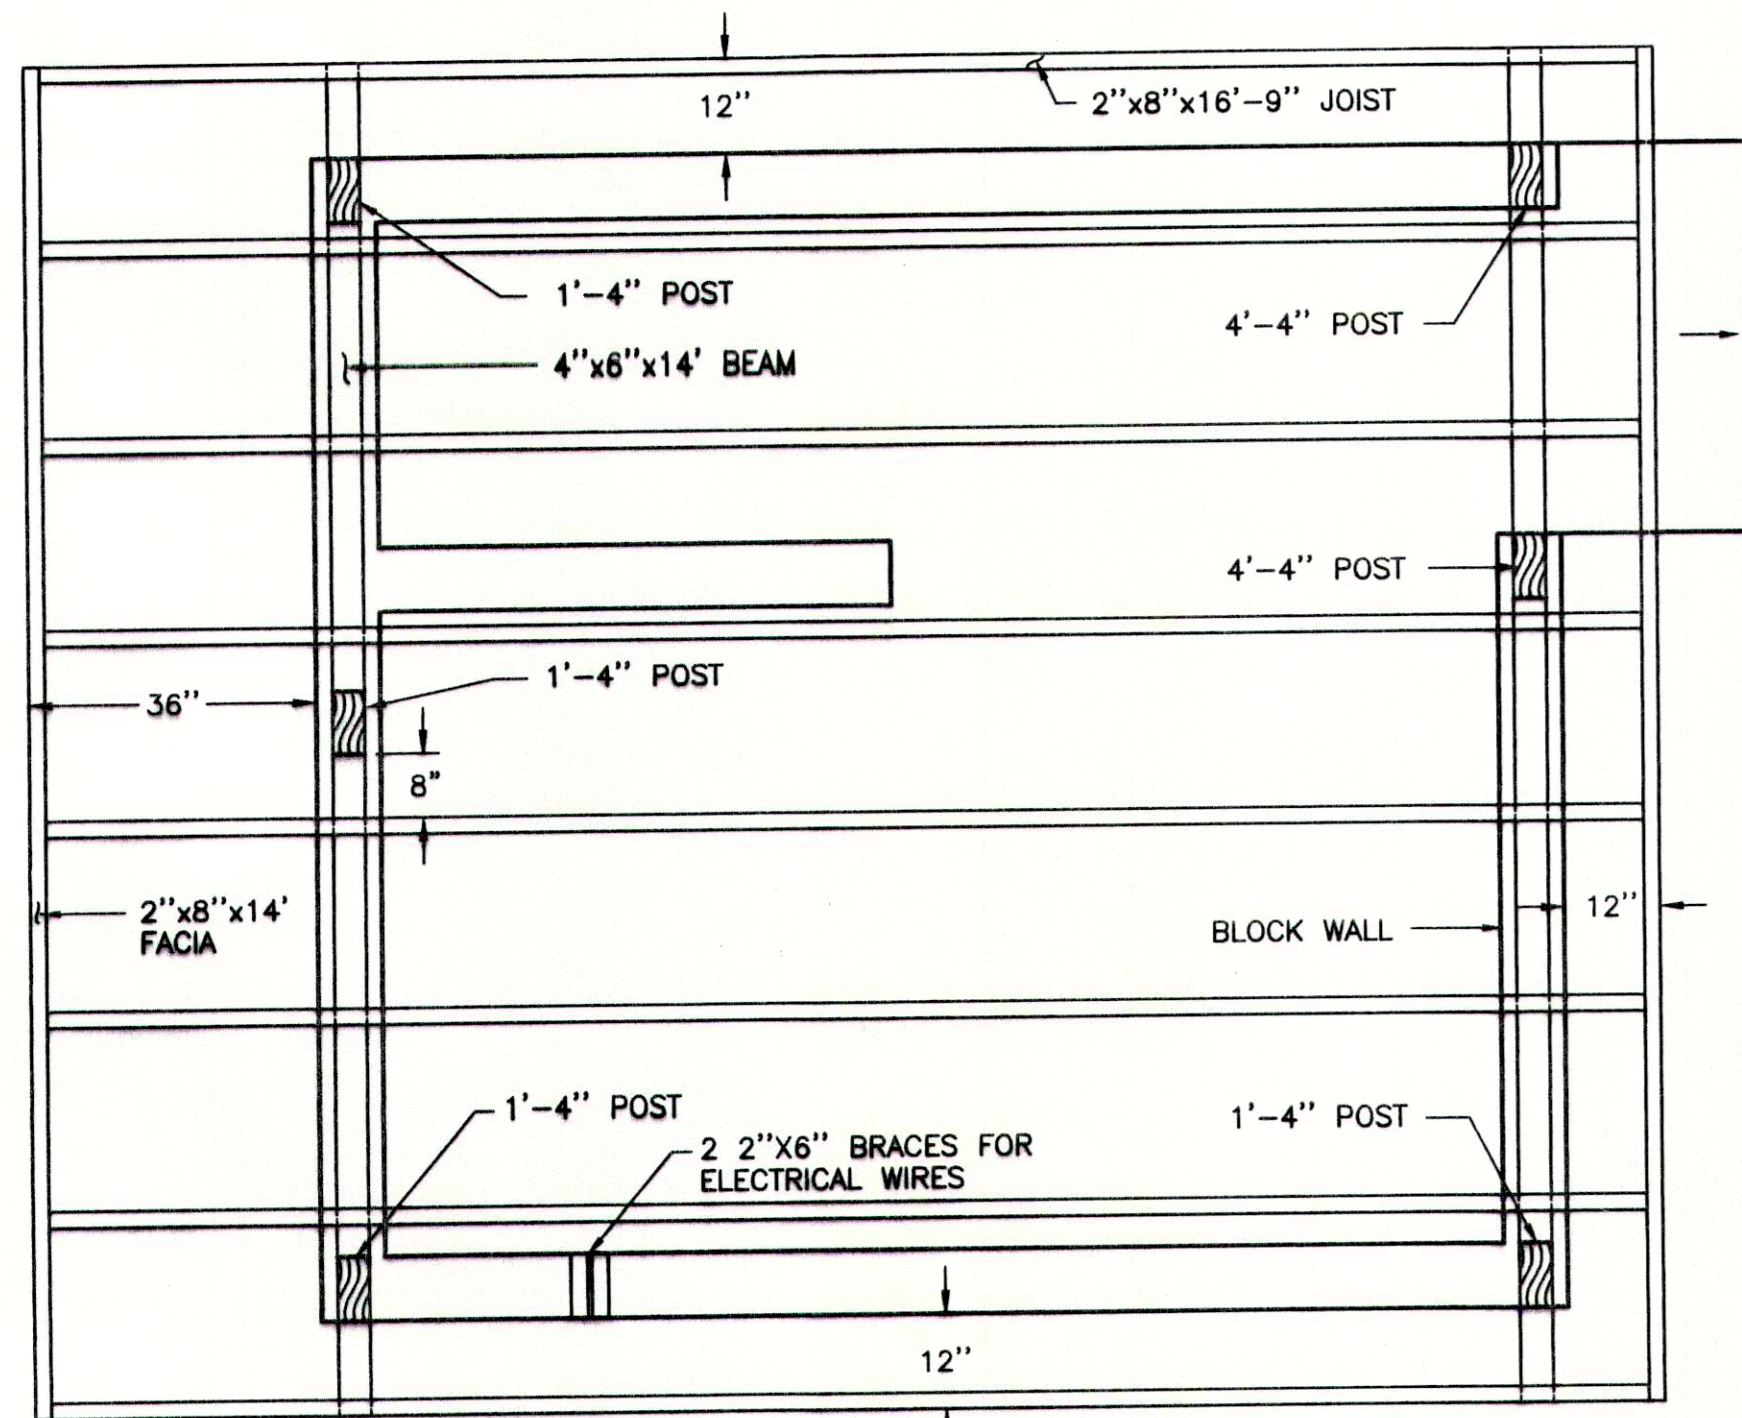 12"
2"x8"x16'-9" JOIST
1'-4" POST
4'-4" POST
4"x6"x14' BEAM
4'-4" POST
1'-4" POST
36"
8"
2"x8"x14'
FACIA
12"
BLOCK WALL
1'-4" POST
1'-4" POST
2 2"X6" BRACES FOR
ELECTRICAL WIRES
12"